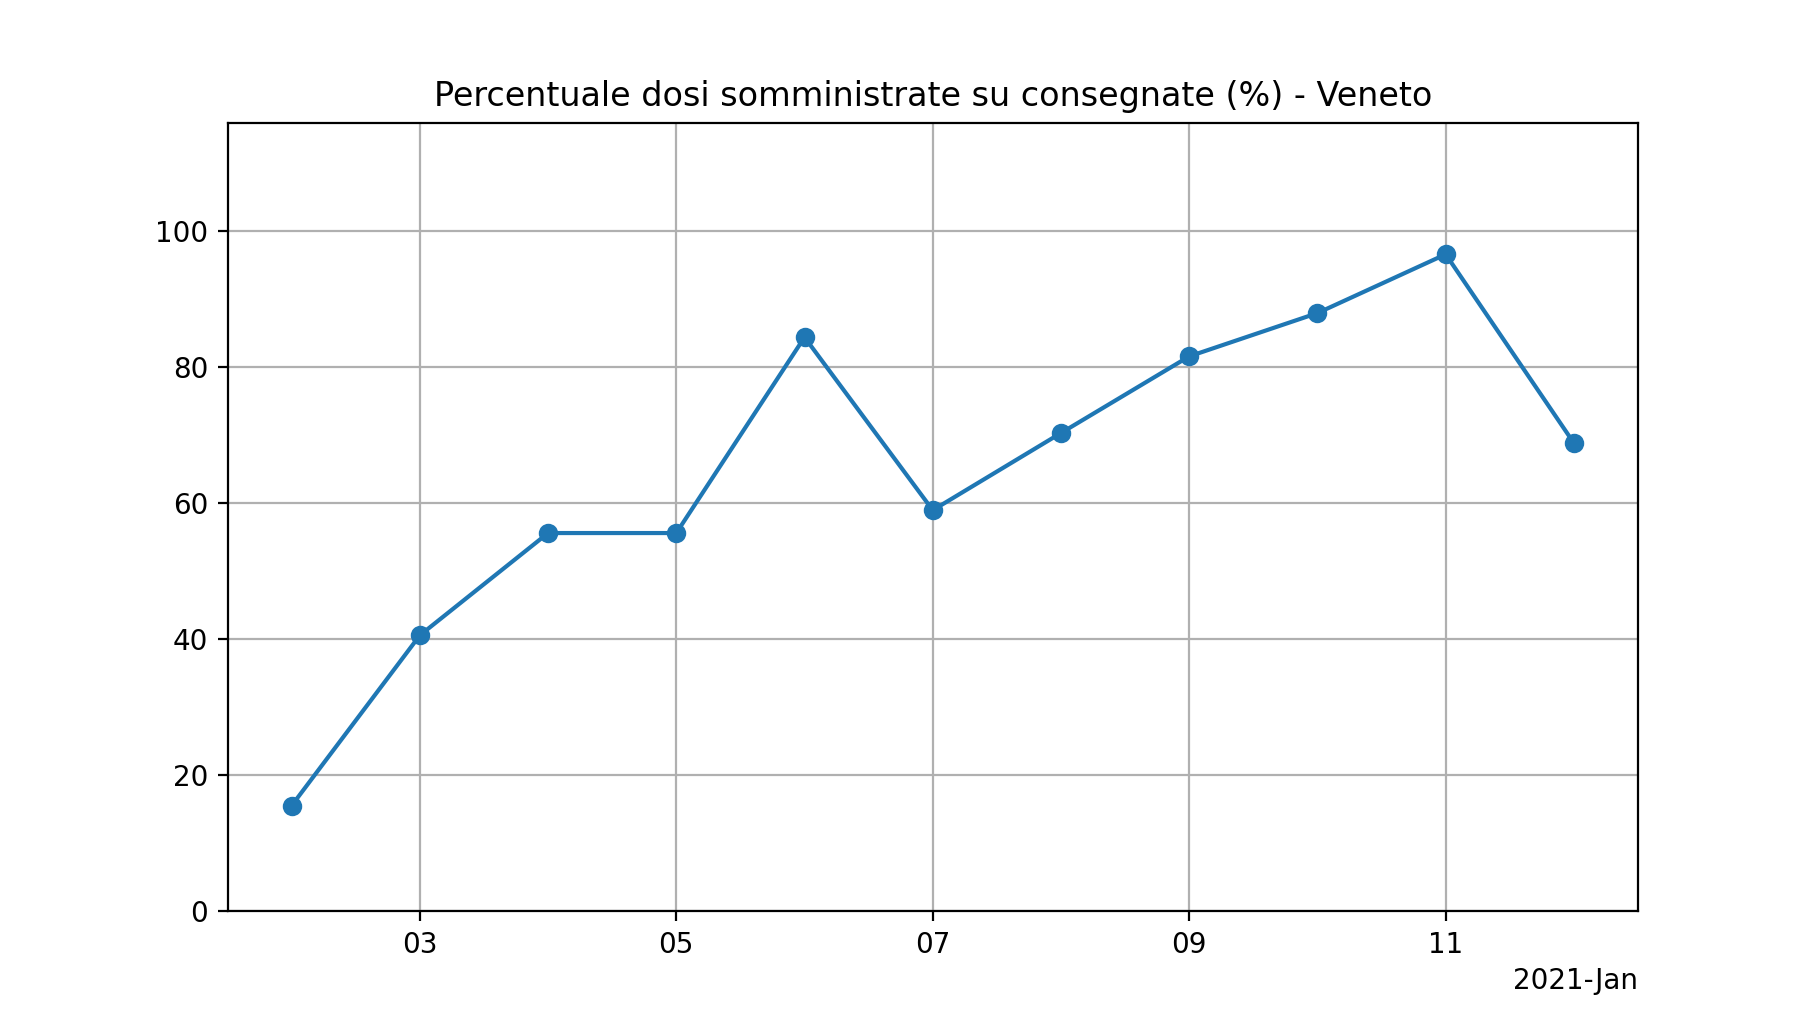 Percentuale dosi somministrate su consegnate (%) - Veneto
100
80
60
40
20
0
03 05 07 09 11
2021-Jan